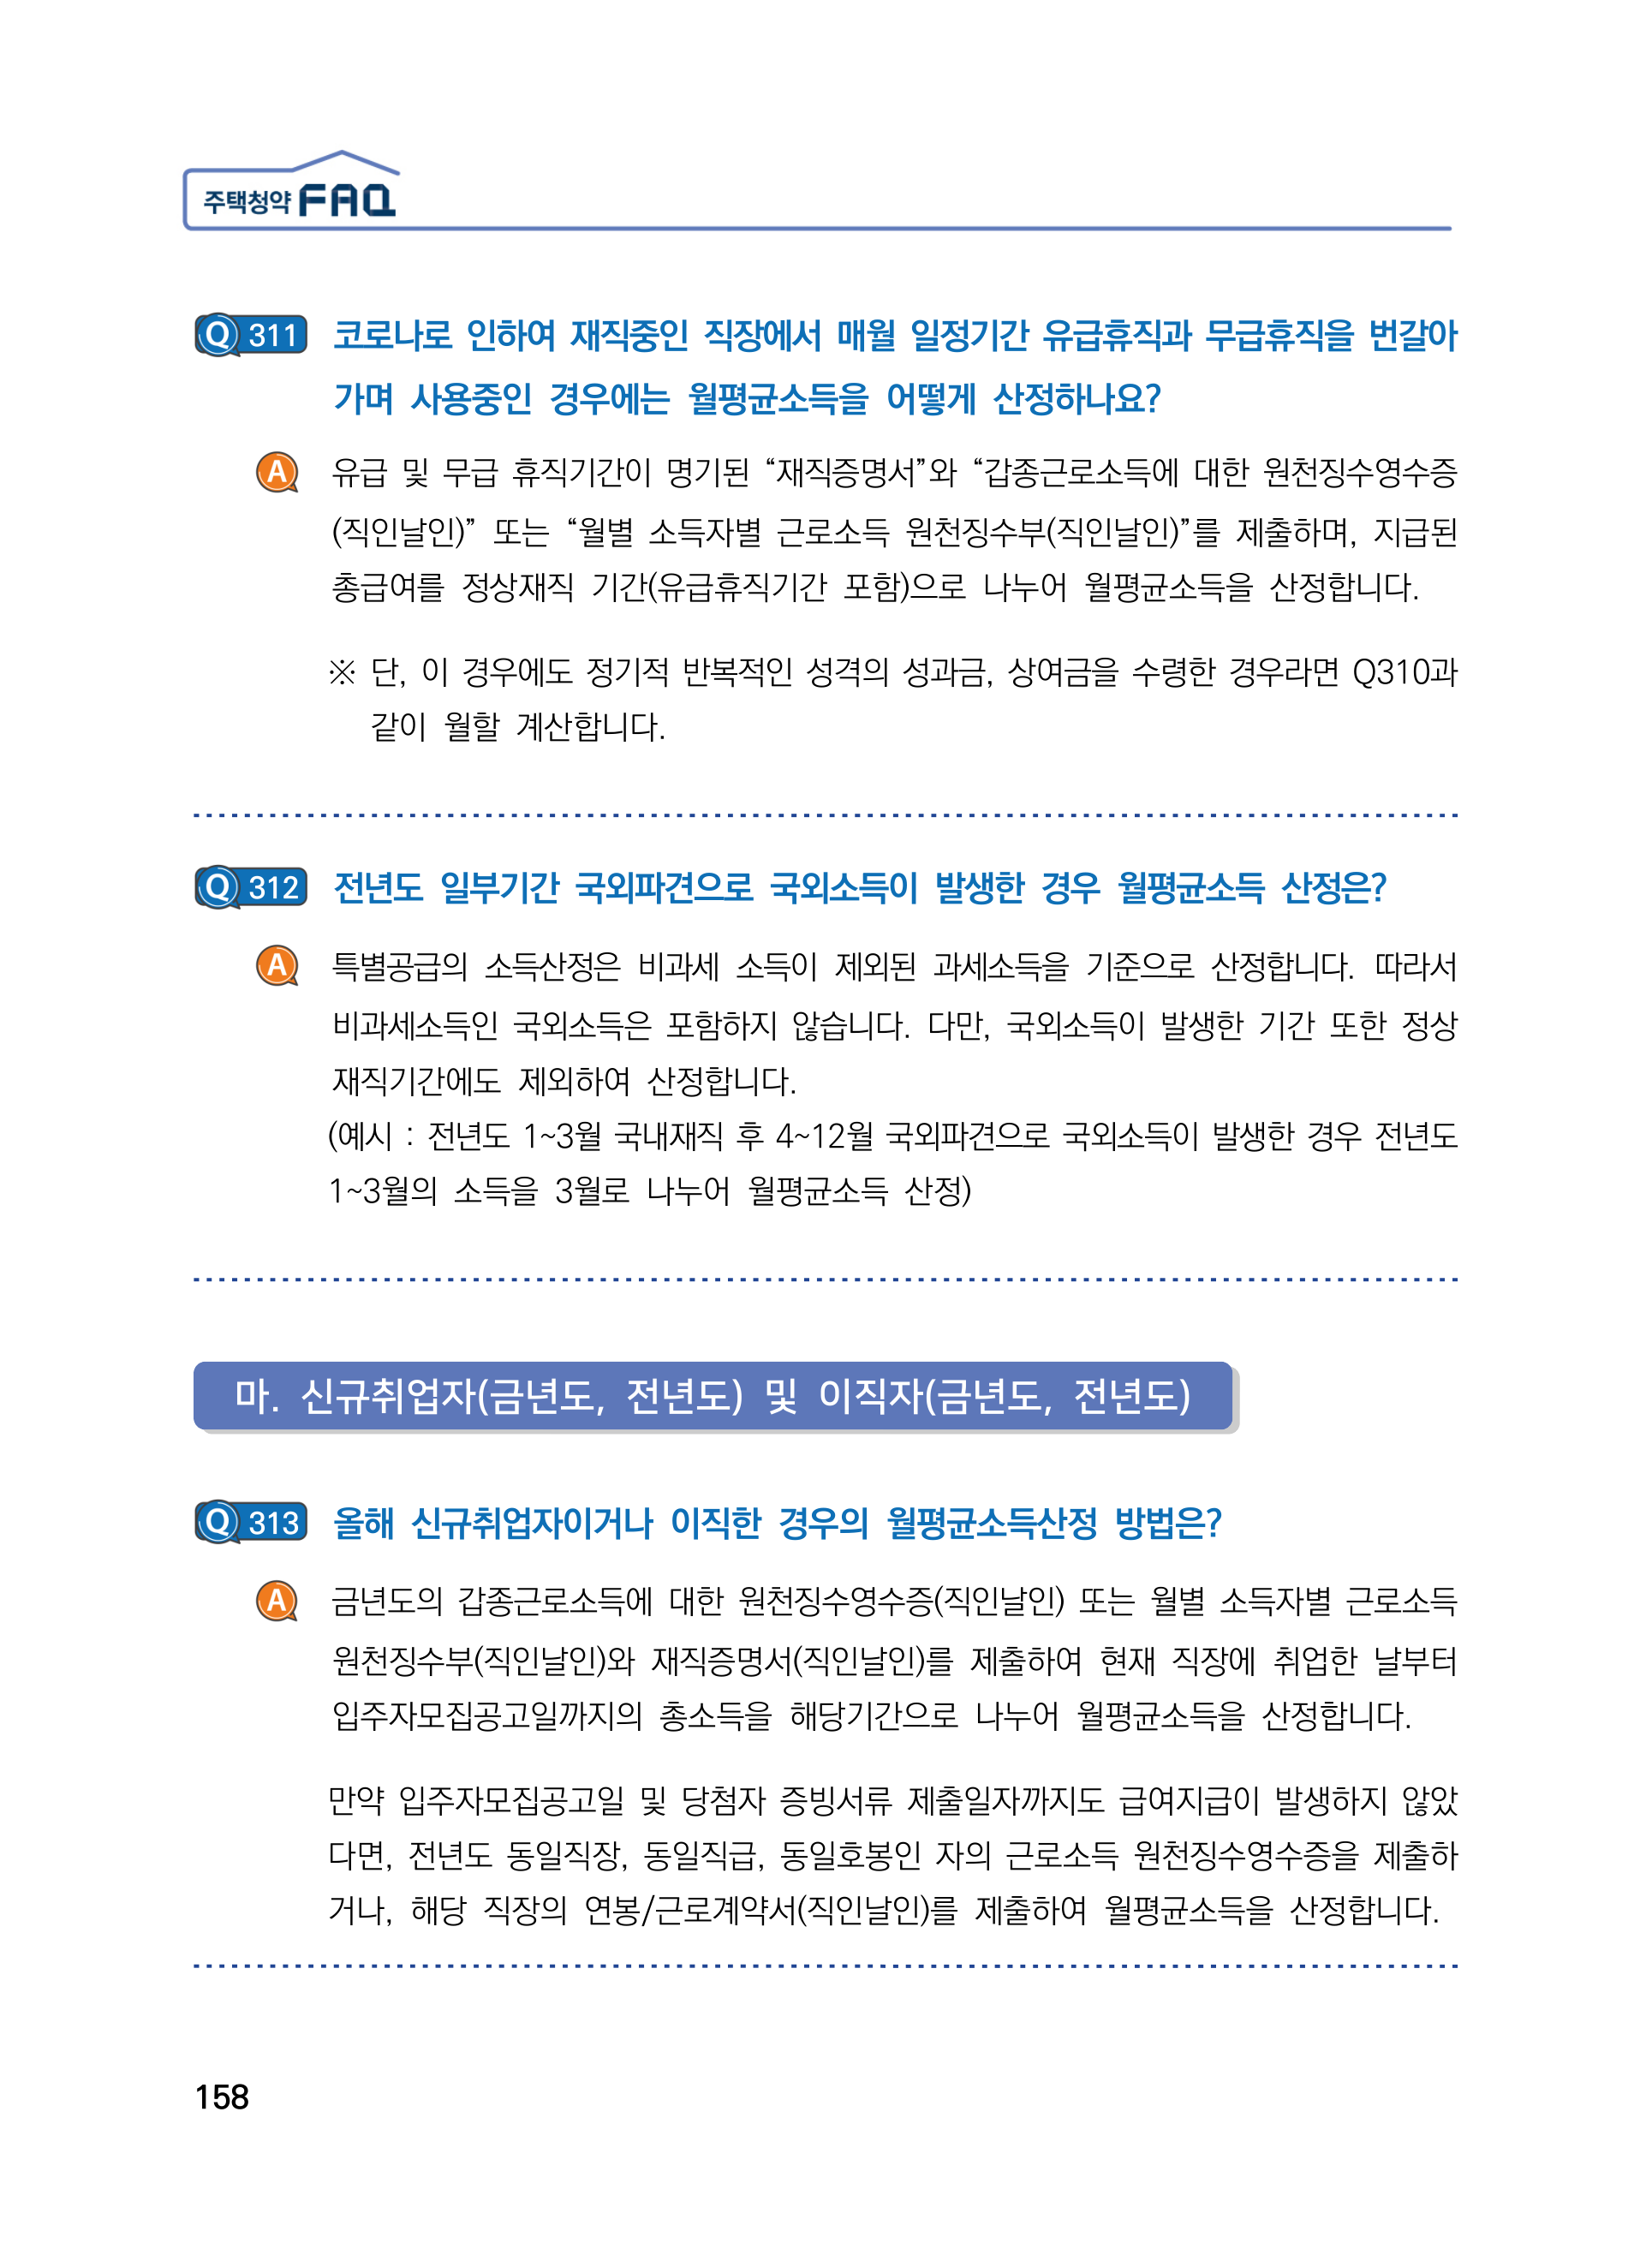 주택청약 FAQ
Q 311 코로나로 인하여 재직중인 직장에서 매월 일정기간 유급휴직과 무급휴직을 번갈아
가며 사용중인 경우에는 월평균소득을 어떻게 산정하나요?
A 유급 및 무급 휴직기간이 명기된 “재직증명서”와 “갑종근로소득에 대한 원천징수영수증
(직인날인)” 또는 “월별 소득자별 근로소득 원천징수부(직인날인)”를 제출하며, 지급된
총급여를 정상재직 기간(유급휴직기간 포함)으로 나누어 월평균소득을 산정합니다.
※ 단, 이 경우에도 정기적 반복적인 성격의 성과금, 상여금을 수령한 경우라면 Q310과
같이 월할 계산합니다.
Q 312 전년도 일부기간 국외파견으로 국외소득이 발생한 경우 월평균소득 산정은?
A 특별공급의 소득산정은 비과세 소득이 제외된 과세소득을 기준으로 산정합니다. 따라서
비과세소득인 국외소득은 포함하지 않습니다. 다만, 국외소득이 발생한 기간 또한 정상
재직기간에도 제외하여 산정합니다.
(예시 : 전년도 1~3월 국내재직 후 4~12월 국외파견으로 국외소득이 발생한 경우 전년도
1~3월의 소득을 3월로 나누어 월평균소득 산정)
마. 신규취업자(금년도, 전년도) 및 이직자(금년도, 전년도)
Q 313 올해 신규취업자이거나 이직한 경우의 월평균소득산정 방법은?
A 금년도의 갑종근로소득에 대한 원천징수영수증(직인날인) 또는 월별 소득자별 근로소득
원천징수부(직인날인)와 재직증명서(직인날인)를 제출하여 현재 직장에 취업한 날부터
입주자모집공고일까지의 총소득을 해당기간으로 나누어 월평균소득을 산정합니다.
만약 입주자모집공고일 및 당첨자 증빙서류 제출일자까지도 급여지급이 발생하지 않았
다면, 전년도 동일직장, 동일직급, 동일호봉인 자의 근로소득 원천징수영수증을 제출하
거나, 해당 직장의 연봉/근로계약서(직인날인)를 제출하여 월평균소득을 산정합니다.
158